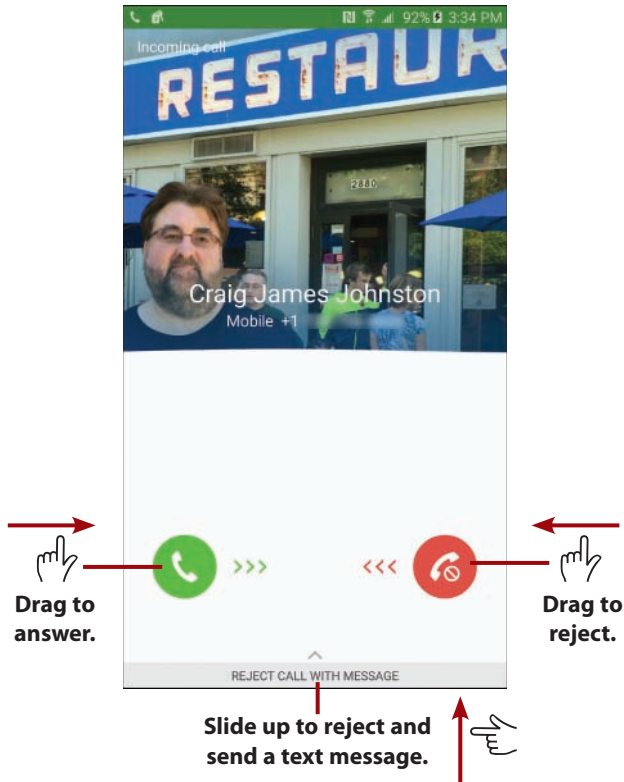 92% 3:34 PM
Incoming call
RESTAUR
2880
Craig James Johnston
Mobile +1
>>>
<<<
Drag to
answer.
Drag to
reject.
REJECT CALL WITH MESSAGE
Slide up to reject and
send a text message.